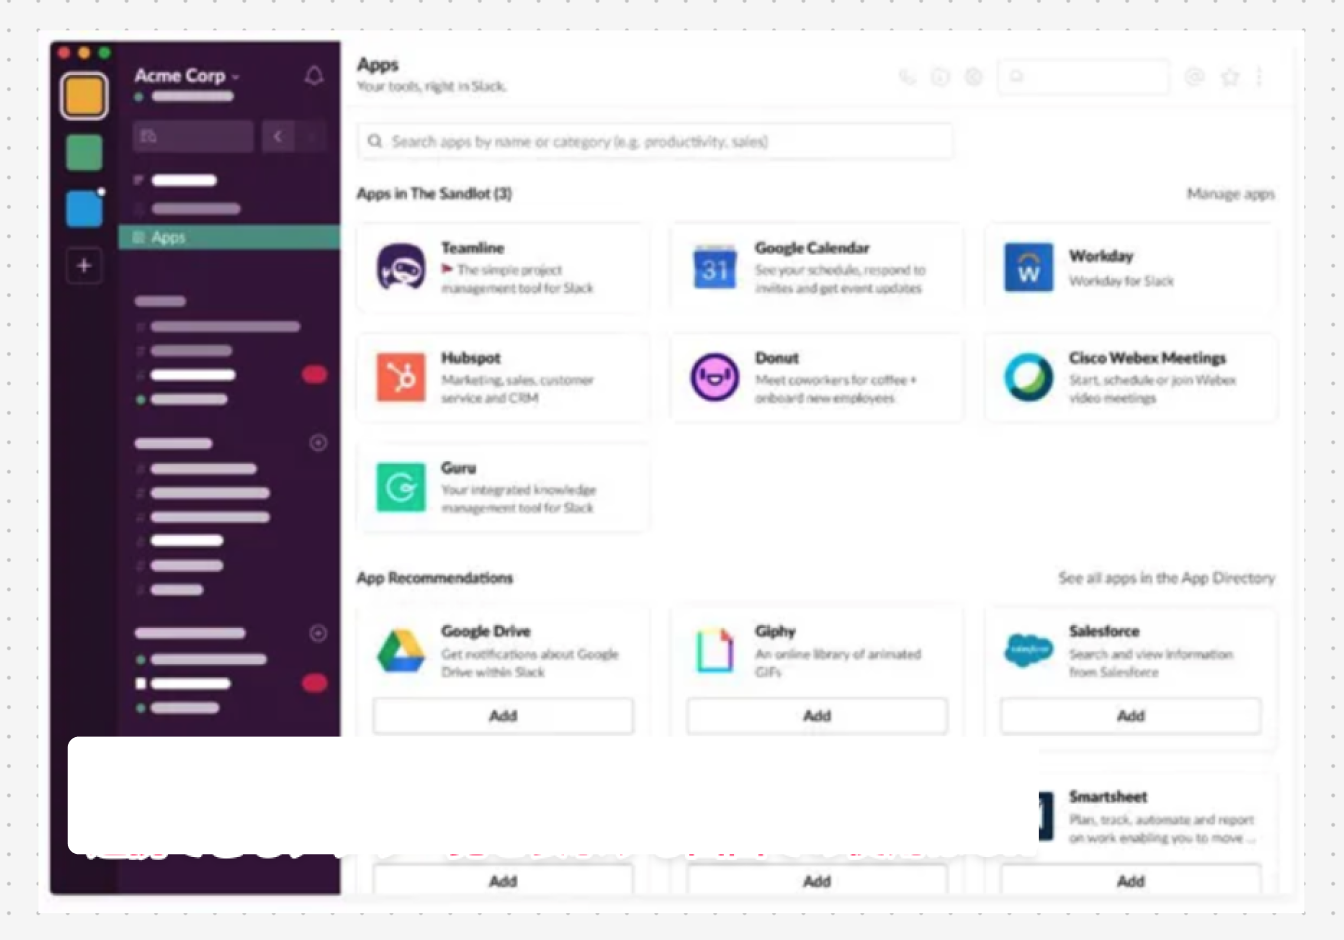 Acme Corp
Apps
Apps
Your tools, right in Slack.
Search apps by name or category (e.g. productivity, sales)
Apps in The Sandlot (3)
Manage apps
Teamline
The simple project
management tool for Slack
31
Google Calendar
See your schedule, respond to
invites and get event updates
W
Workday
Workday for Slack
Hubspot
Marketing, sales, customer
service and CRM
Donut
Meet coworkers for coffee +
onboard new employees
Cisco Webex Meetings
Start, schedule or join Webex
video meetings
Guru
Your integrated knowledge
management tool for Slack
App Recommendations
See all apps in the App Directory
Google Drive
Get notifications about Google
Drive within Slack
Add
Giphy
An online library of animated
GIFs
Add
salesforce
Salesforce
Search and view information
from Salesforce
Add
Smartsheet
Plan, track, automate and report
on work enabling you to move ...
Add
Add
Add